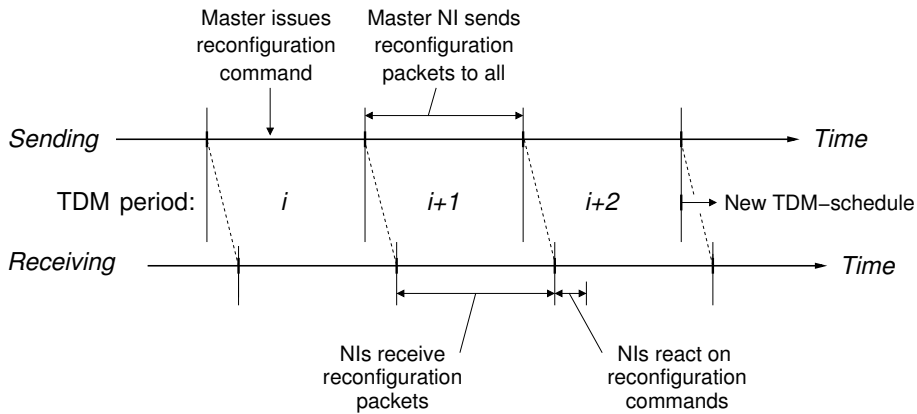 Master issues
reconfiguration
command
Master NI sends
reconfiguration
packets to all
Sending
Time
TDM period:
i
i+1
i+2
New TDM−schedule
Receiving
Time
NIs receive
reconfiguration
packets
NIs react on
reconfiguration
commands